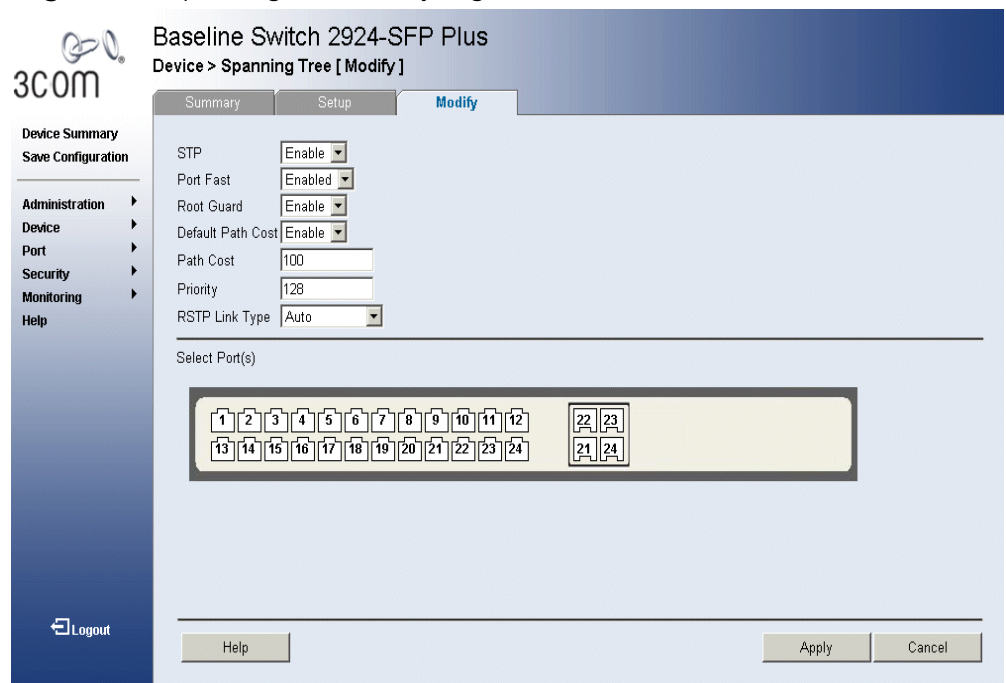 Baseline Switch 2924-SFP Plus
Device > Spanning Tree [ Modify ]
3com
Summary Setup Modify
Device Summary
Save Configuration
Administration
Device
Port
Security
Monitoring
Help
Logout
STP Enable
Port Fast Enabled
Root Guard Enable
Default Path Cost Enable
Path Cost 100
Priority 128
RSTP Link Type Auto
Select Port(s)
1 2 3 4 5 6 7 8 9 10 11 12 22 23
13 14 15 16 17 18 19 20 21 22 23 24 21 24
Help Apply Cancel